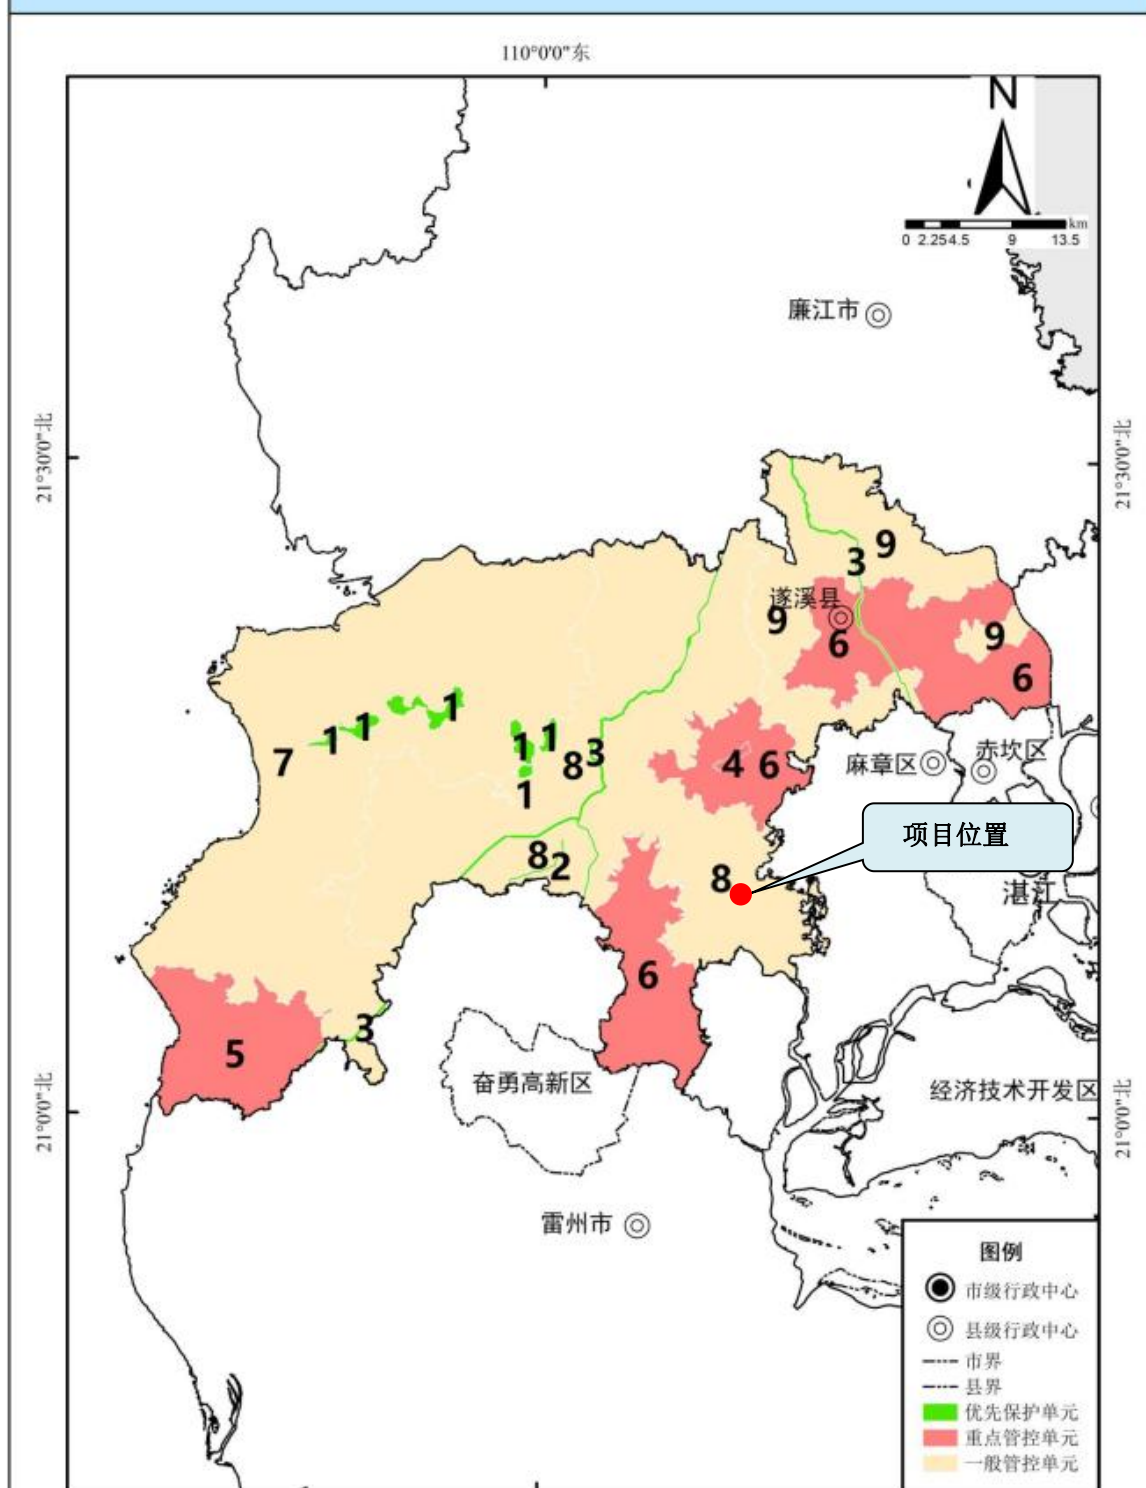 110°0'0"东
N
km
0 2.254.5 9 13.5
廉江市
21°30'0"北
21°30'0"北
9
3
遂溪县
9
6
9
6
1
1
1
7
1
1
8
3
1
4
6
麻章区
赤坎区
项目位置
8
2
8
湛江
6
3
5
奋勇高新区
经济技术开发区
21°0'0"北
21°0'0"北
雷州市
图例
市级行政中心
县级行政中心
市界
县界
优先保护单元
重点管控单元
一般管控单元